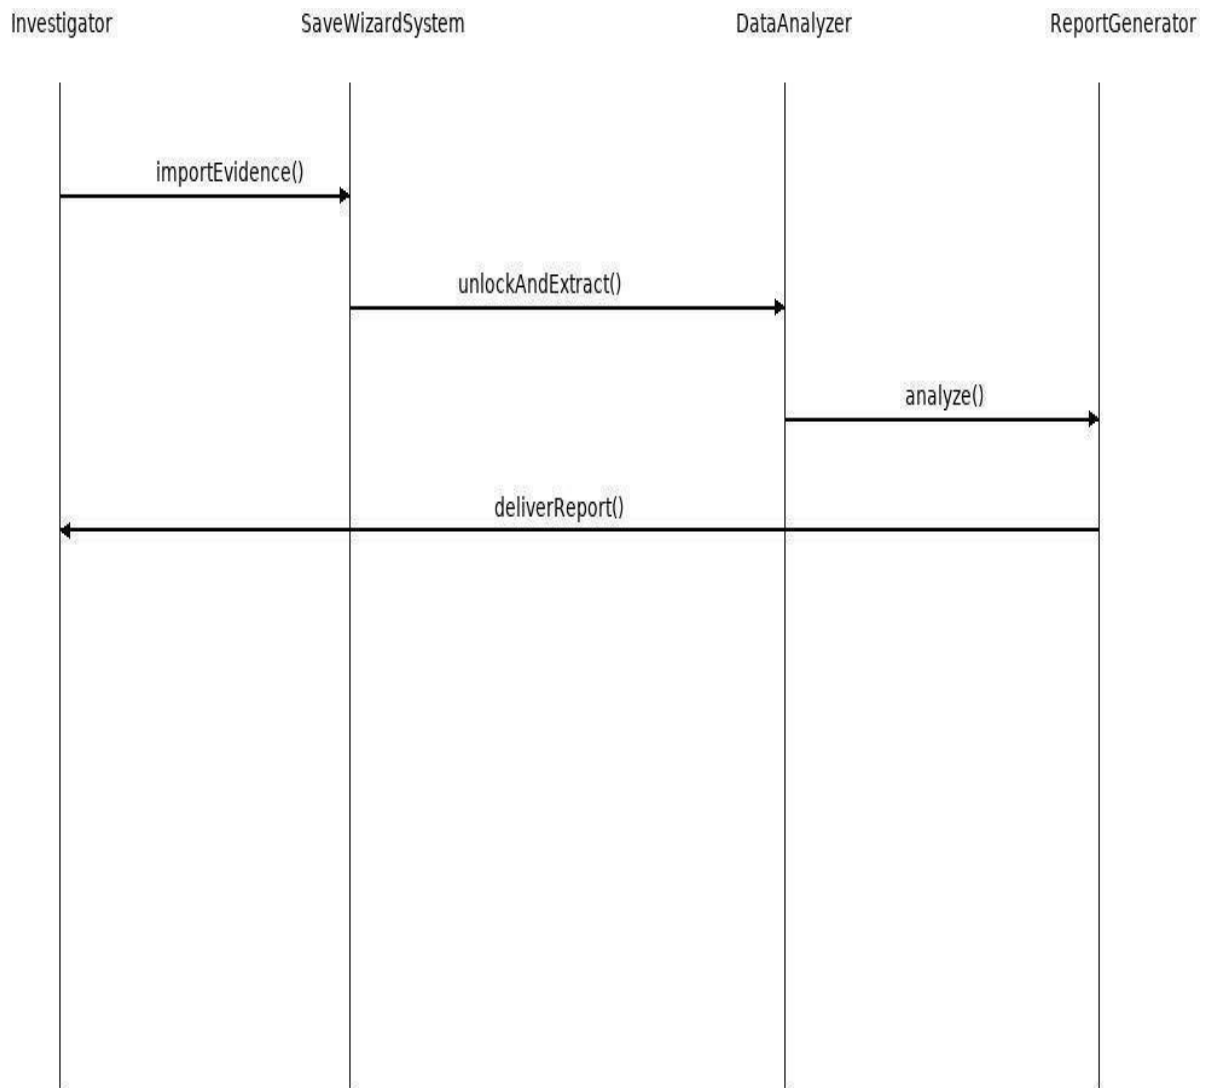 Investigator SaveWizardSystem DataAnalyzer ReportGenerator
importEvidence()
unlockAndExtract()
analyze()
deliverReport()